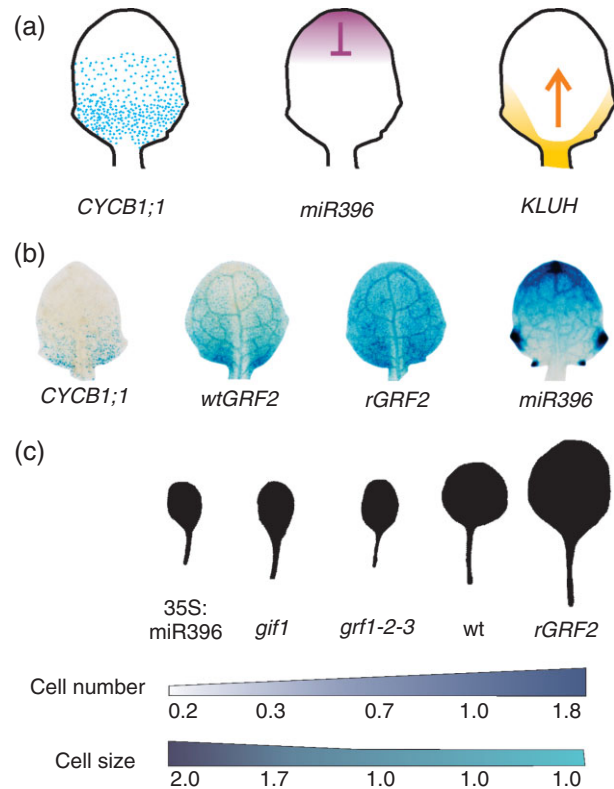 (a)
CYCB1;1 miR396 KLUH
(b)
CYCB1;1 wtGRF2 rGRF2 miR396
(c)
35S:
miR396 gif1 grf1-2-3 wt rGRF2
Cell number
0.2 0.3 0.7 1.0 1.8
Cell size
2.0 1.7 1.0 1.0 1.0